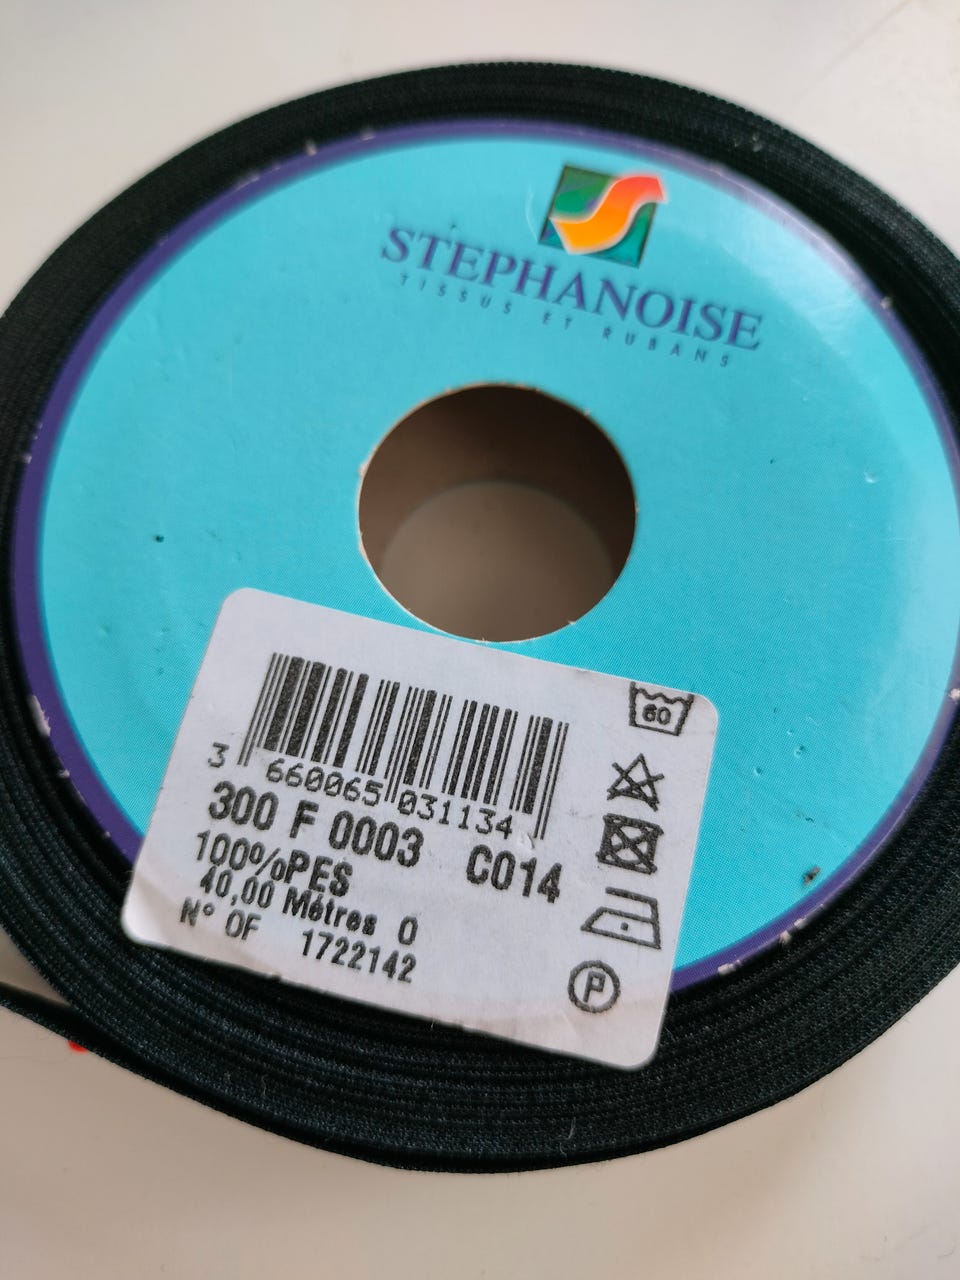 STEPHANOISE
TISSUS ET RUBANS
60
3 660065 031134
300 F 0003 C014
100%PES
40,00 Mètres 0
N° OF 1722142
P